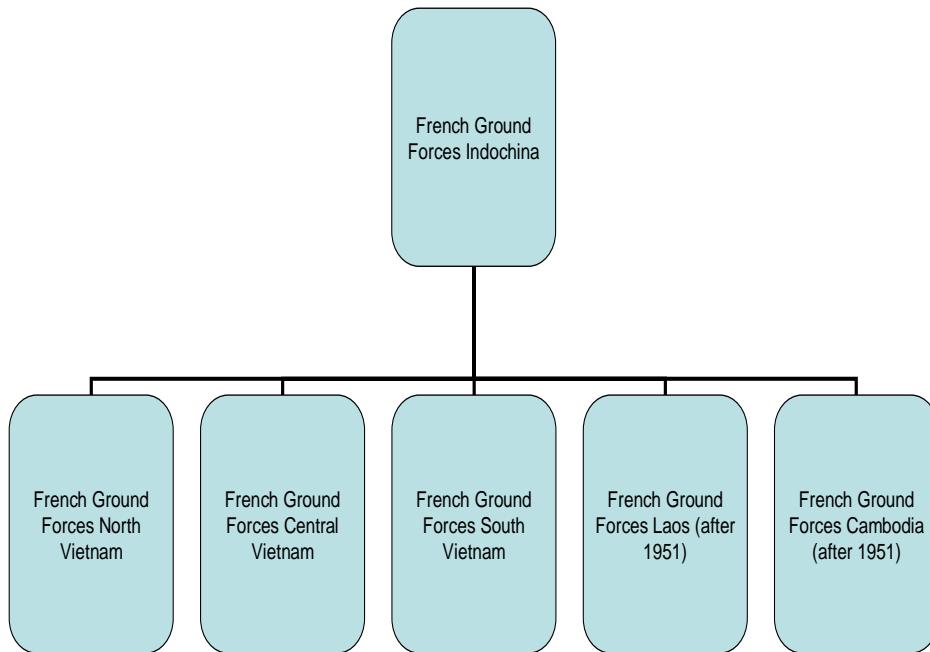 French Ground
Forces Indochina
French Ground
Forces North
Vietnam
French Ground
Forces Central
Vietnam
French Ground
Forces South
Vietnam
French Ground
Forces Laos (after
1951)
French Ground
Forces Cambodia
(after 1951)